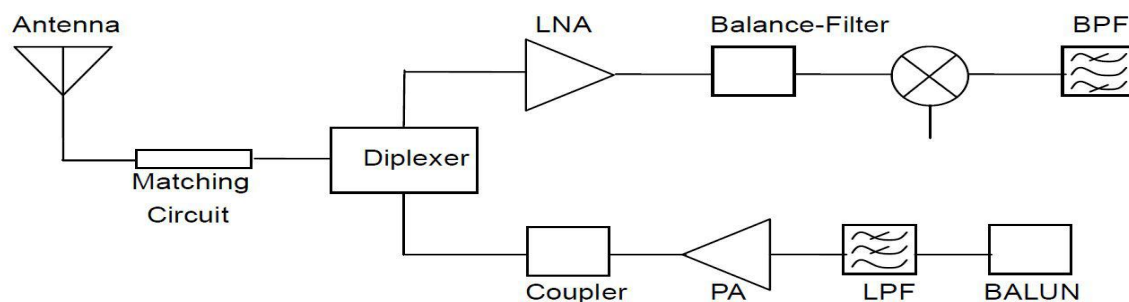 Antenna
LNA
Balance-Filter
BPF
Diplexer
Matching
Circuit
Coupler
PA
LPF
BALUN